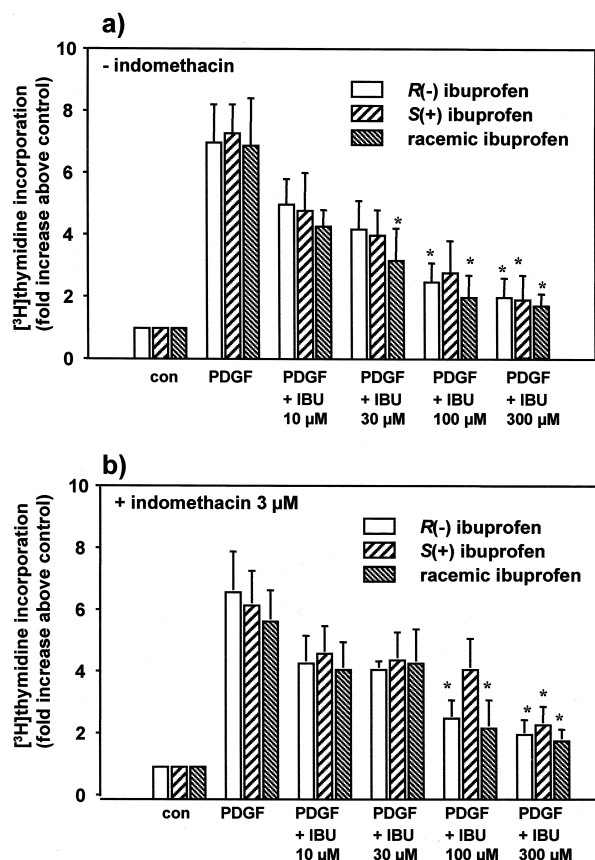 a)
10
8
6
4
2
0
[³H]thymidine incorporation
(fold increase above control)
- indomethacin
R(-) ibuprofen
S(+) ibuprofen
racemic ibuprofen
* * * * * *
con PDGF PDGF PDGF PDGF PDGF
+ IBU + IBU + IBU + IBU
10 µM 30 µM 100 µM 300 µM
b)
10
8
6
4
2
0
[³H]thymidine incorporation
(fold increase above control)
+ indomethacin 3 µM
R(-) ibuprofen
S(+) ibuprofen
racemic ibuprofen
* * * * *
con PDGF PDGF PDGF PDGF PDGF
+ IBU + IBU + IBU + IBU
10 µM 30 µM 100 µM 300 µM